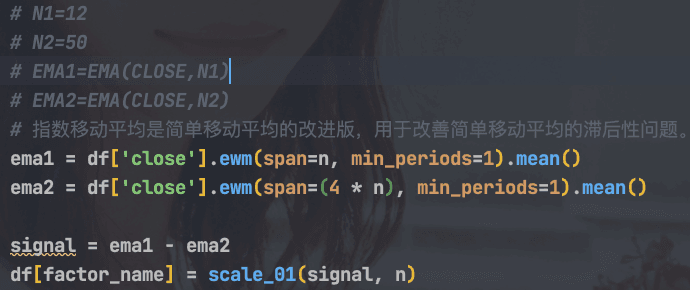 # N1=12
# N2=50
# EMA1=EMA(CLOSE,N1)
# EMA2=EMA(CLOSE,N2)
# 指数移动平均是简单移动平均的改进版，用于改善简单移动平均的滞后性问题。
ema1 = df['close'].ewm(span=n, min_periods=1).mean()
ema2 = df['close'].ewm(span=(4 * n), min_periods=1).mean()
signal = ema1 - ema2
df[factor_name] = scale_01(signal, n)